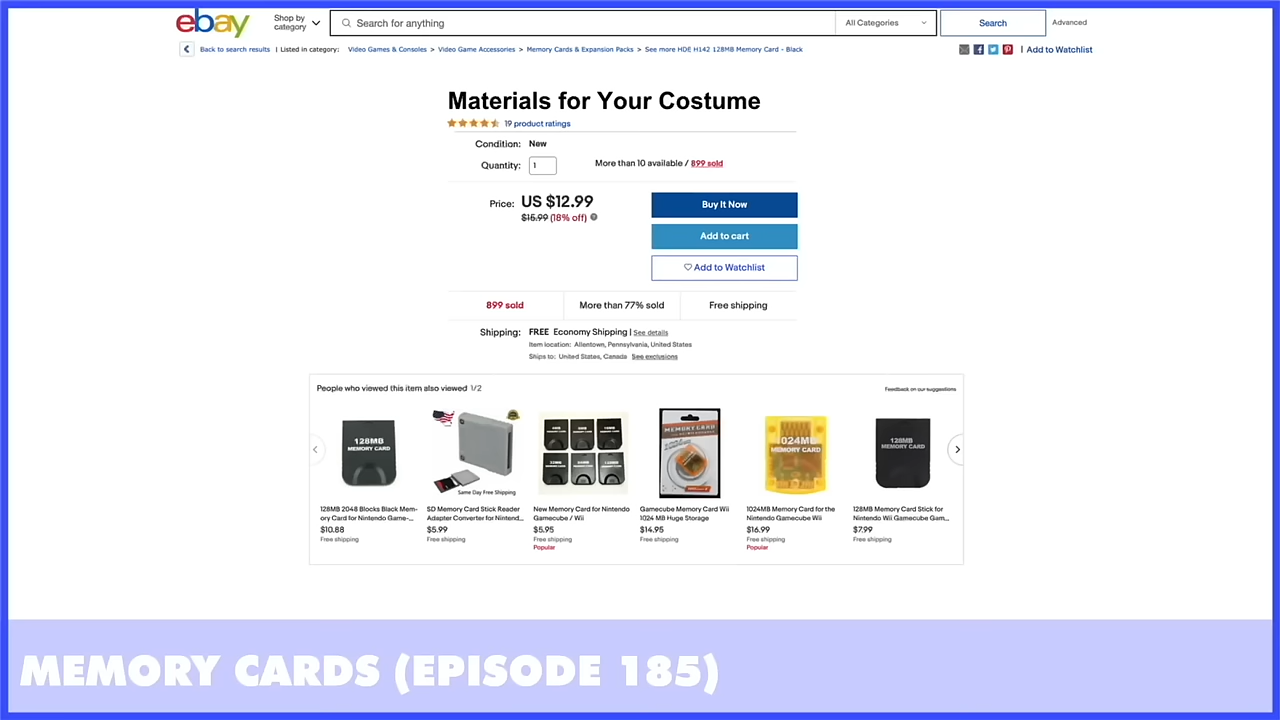 ebay
Shop by
category
Search for anything
All Categories
Search
Advanced
Back to search results | Listed in category: Video Games & Consoles > Video Game Accessories > Memory Cards & Expansion Packs > See more HDE H142 128MB Memory Card - Black
| Add to Watchlist
Materials for Your Costume
19 product ratings
Condition: New
Quantity: 1
More than 10 available / 899 sold
Price: US $12.99
$15.99 (18% off)
Buy It Now
Add to cart
Add to Watchlist
899 sold
More than 77% sold
Free shipping
Shipping: FREE Economy Shipping | See details
Item location: Allentown, Pennsylvania, United States
Ships to: United States, Canada See exclusions
People who viewed this item also viewed 1/2
Feedback on our suggestions
128MB
MEMORY CARD
Same Day Free Shipping
MEMORY CARD
1024MB
MEMORY CARD
128MB
MEMORY CARD
128MB 2048 Blocks Black Mem-
ory Card for Nintendo Game-...
$10.88
Free shipping
SD Memory Card Stick Reader
Adapter Converter for Nintend...
$5.99
Free shipping
New Memory Card for Nintendo
Gamecube / Wii
$5.95
Free shipping
Popular
Gamecube Memory Card Wii
1024 MB Huge Storage
$14.95
Free shipping
1024MB Memory Card for the
Nintendo Gamecube Wii
$16.99
Free shipping
Popular
128MB Memory Card Stick for
Nintendo Wii Gamecube Gam...
$7.99
Free shipping
MEMORY CARDS (EPISODE 185)